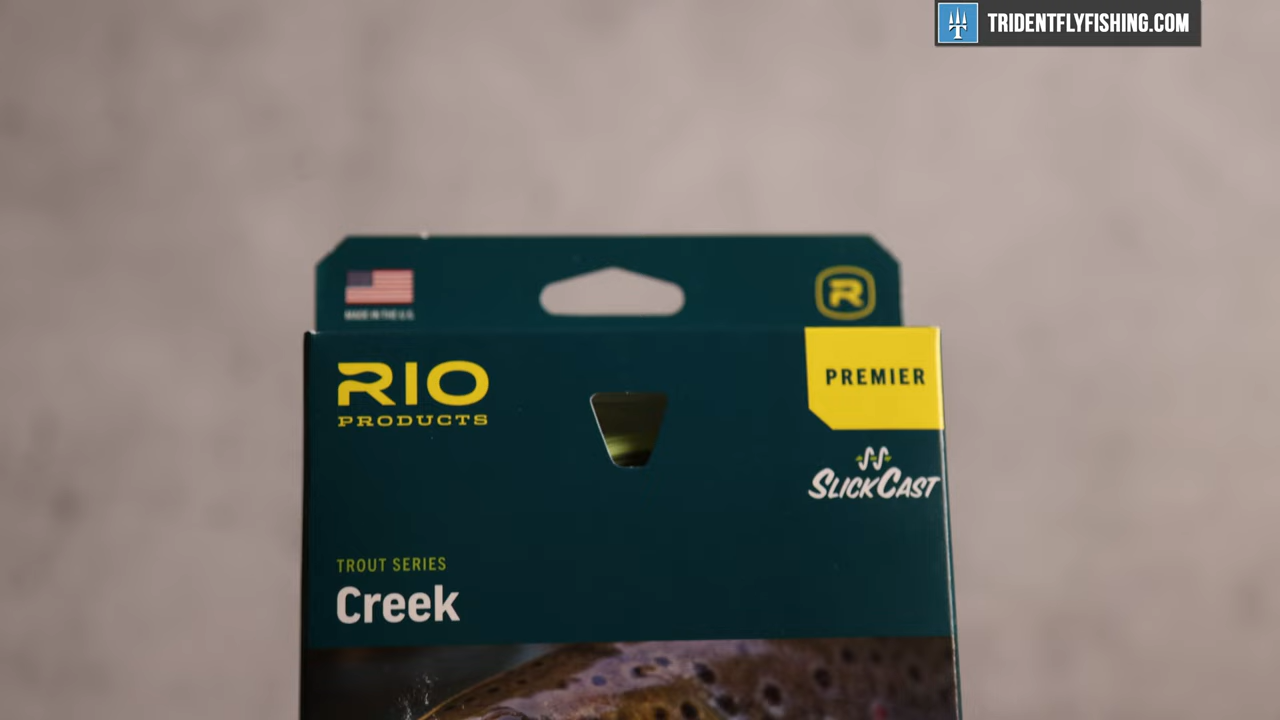 TRIDENTFLYFISHING.COM
MADE IN THE U.S.
R
RIO
PRODUCTS
PREMIER
SLICKCAST
TROUT SERIES
Creek